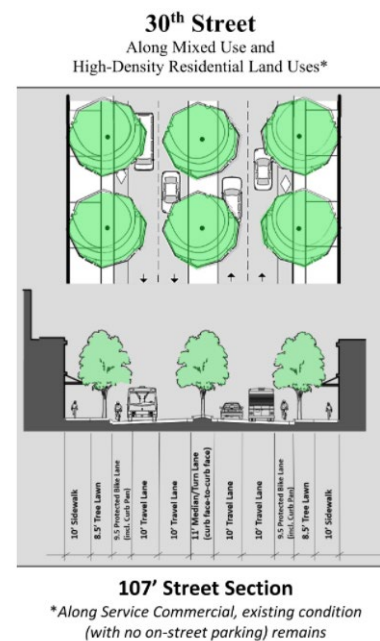 30th Street
Along Mixed Use and
High-Density Residential Land Uses*
10' Sidewalk
8.5' Tree Lawn
9.5 Protected Bike Lane
(incl. Curb Pan)
10' Travel Lane
10' Travel Lane
11' Median/Turn Lane
(curb face-to-curb face)
10' Travel Lane
10' Travel Lane
9.5 Protected Bike Lane
(incl. Curb Pan)
8.5' Tree Lawn
10' Sidewalk
107' Street Section
*Along Service Commercial, existing condition
(with no on-street parking) remains